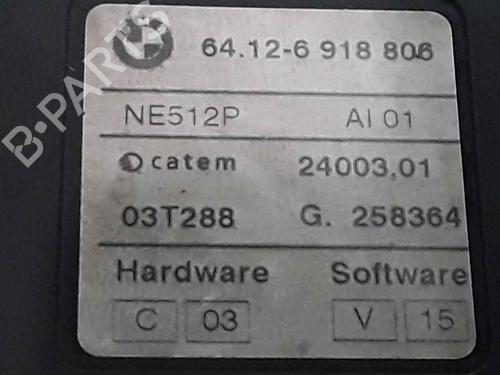 64.12-6 918 806
NE512P AI 01
catem 24003,01
03T288 G. 258364
Hardware Software
C 03 V 15
B-PARTS